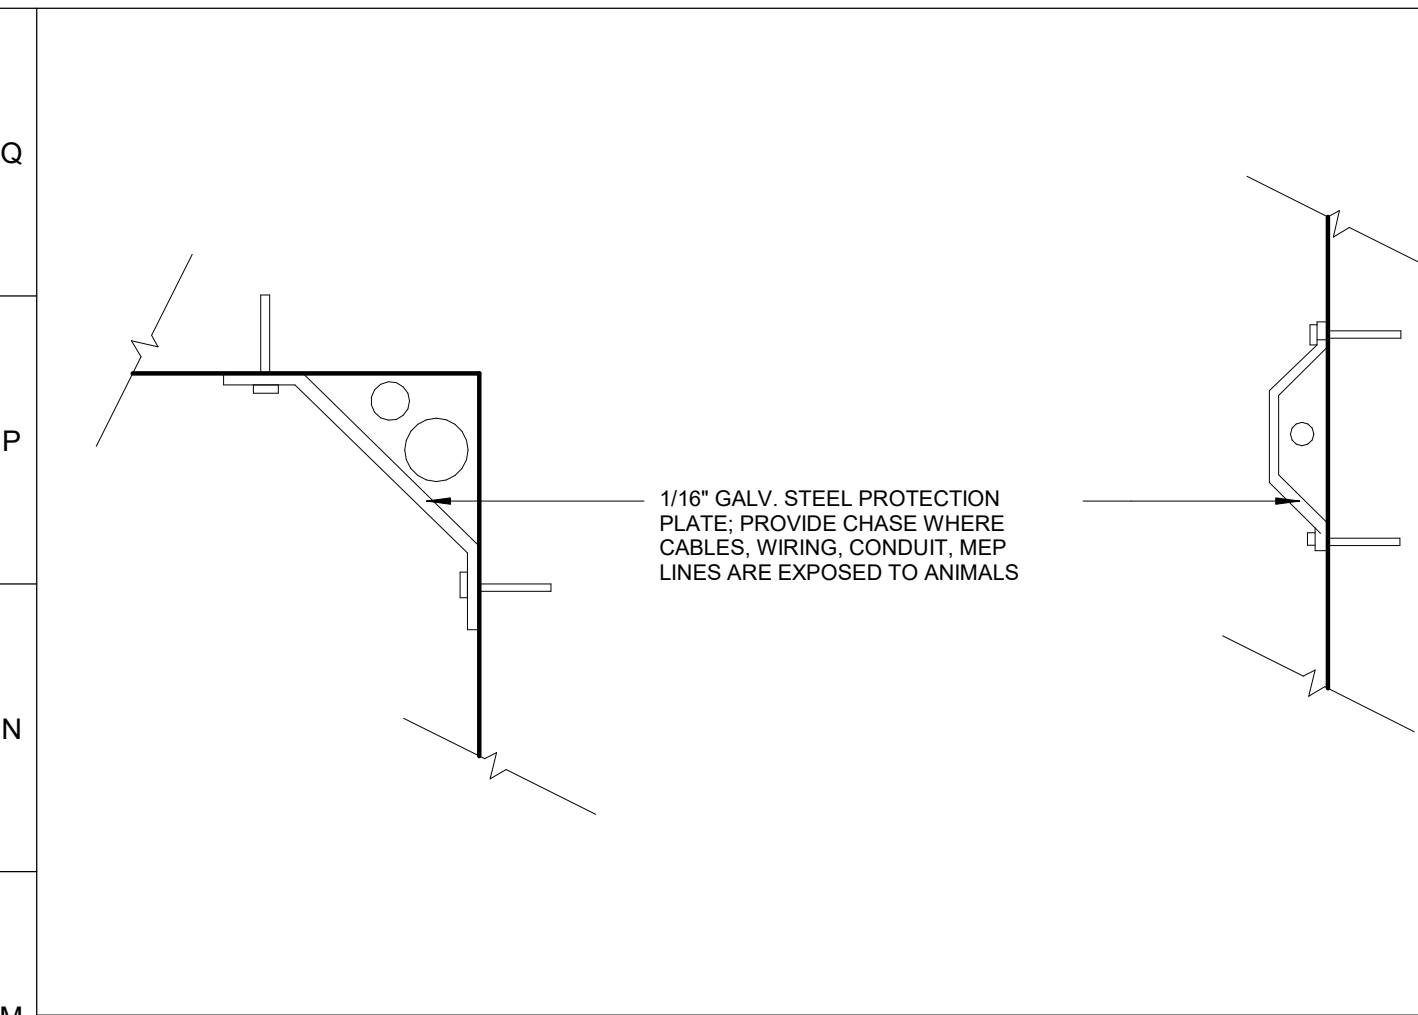 Q
P
1/16" GALV. STEEL PROTECTION
PLATE; PROVIDE CHASE WHERE
CABLES, WIRING, CONDUIT, MEP
LINES ARE EXPOSED TO ANIMALS
N
M